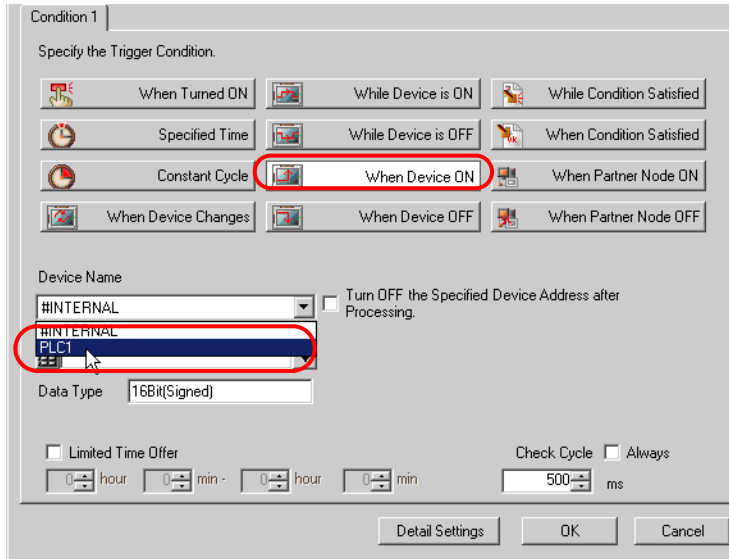 Condition 1
Specify the Trigger Condition.
When Turned ON While Device is ON While Condition Satisfied
Specified Time While Device is OFF When Condition Satisfied
Constant Cycle When Device ON When Partner Node ON
When Device Changes When Device OFF When Partner Node OFF
Device Name
#INTERNAL Turn OFF the Specified Device Address after
Processing.
#INTERNAL
PLC1
Data Type 16Bit(Signed)
Limited Time Offer Check Cycle Always
0 hour 0 min - 0 hour 0 min 500 ms
Detail Settings OK Cancel